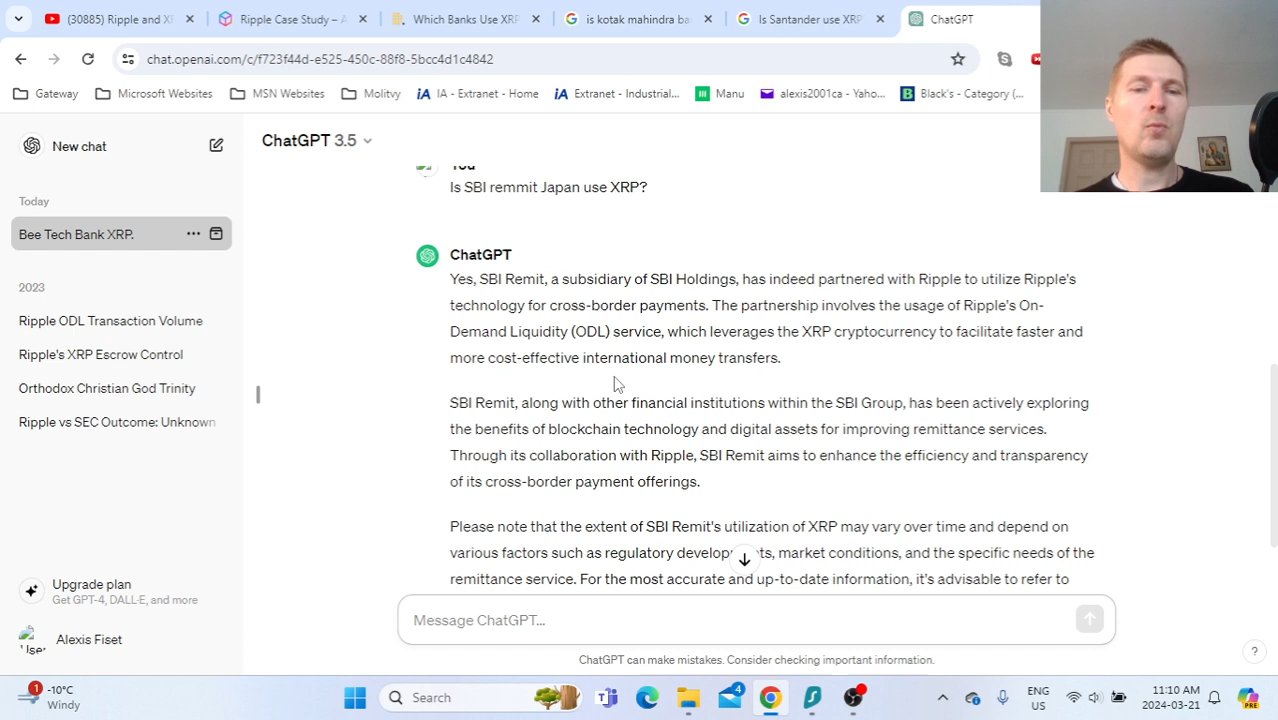 (30885) Ripple and X
Ripple Case Study – A
Which Banks Use XRP
is kotak mahindra ba
Is Santander use XRP
ChatGPT
chat.openai.com/c/f723f44d-e525-450c-88f8-5bcc4d1c4842
Gateway
Microsoft Websites
MSN Websites
Molitvy
IA - Extranet - Home
Extranet - Industrial...
Manu
alexis2001ca - Yaho...
Black's - Category (...
New chat
Today
Bee Tech Bank XRP.
2023
Ripple ODL Transaction Volume
Ripple's XRP Escrow Control
Orthodox Christian God Trinity
Ripple vs SEC Outcome: Unknown
Upgrade plan
Get GPT-4, DALL·E, and more
User
Alexis Fiset
ChatGPT 3.5
You
Is SBI remmit Japan use XRP?
ChatGPT
Yes, SBI Remit, a subsidiary of SBI Holdings, has indeed partnered with Ripple to utilize Ripple's
technology for cross-border payments. The partnership involves the usage of Ripple's On-
Demand Liquidity (ODL) service, which leverages the XRP cryptocurrency to facilitate faster and
more cost-effective international money transfers.
SBI Remit, along with other financial institutions within the SBI Group, has been actively exploring
the benefits of blockchain technology and digital assets for improving remittance services.
Through its collaboration with Ripple, SBI Remit aims to enhance the efficiency and transparency
of its cross-border payment offerings.
Please note that the extent of SBI Remit's utilization of XRP may vary over time and depend on
various factors such as regulatory developments, market conditions, and the specific needs of the
remittance service. For the most accurate and up-to-date information, it's advisable to refer to
Message ChatGPT...
ChatGPT can make mistakes. Consider checking important information.
?
1
-10°C
Windy
Search
4
ENG
US
11:10 AM
2024-03-21
PRE